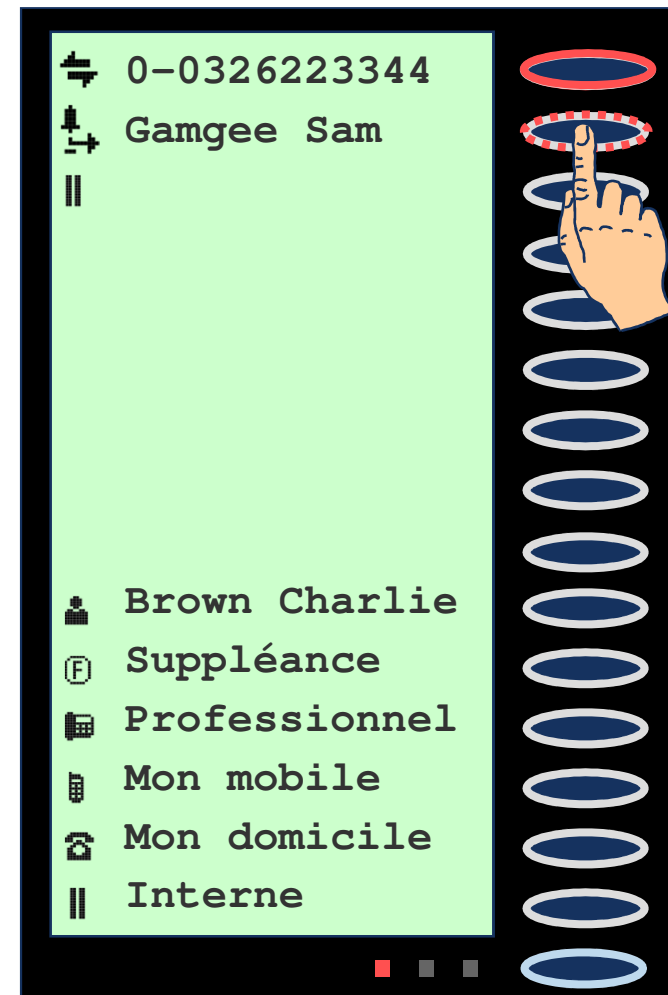 0-0326223344
Gamgee Sam
Brown Charlie
Suppléance
F
Professionnel
Mon mobile
Mon domicile
Interne